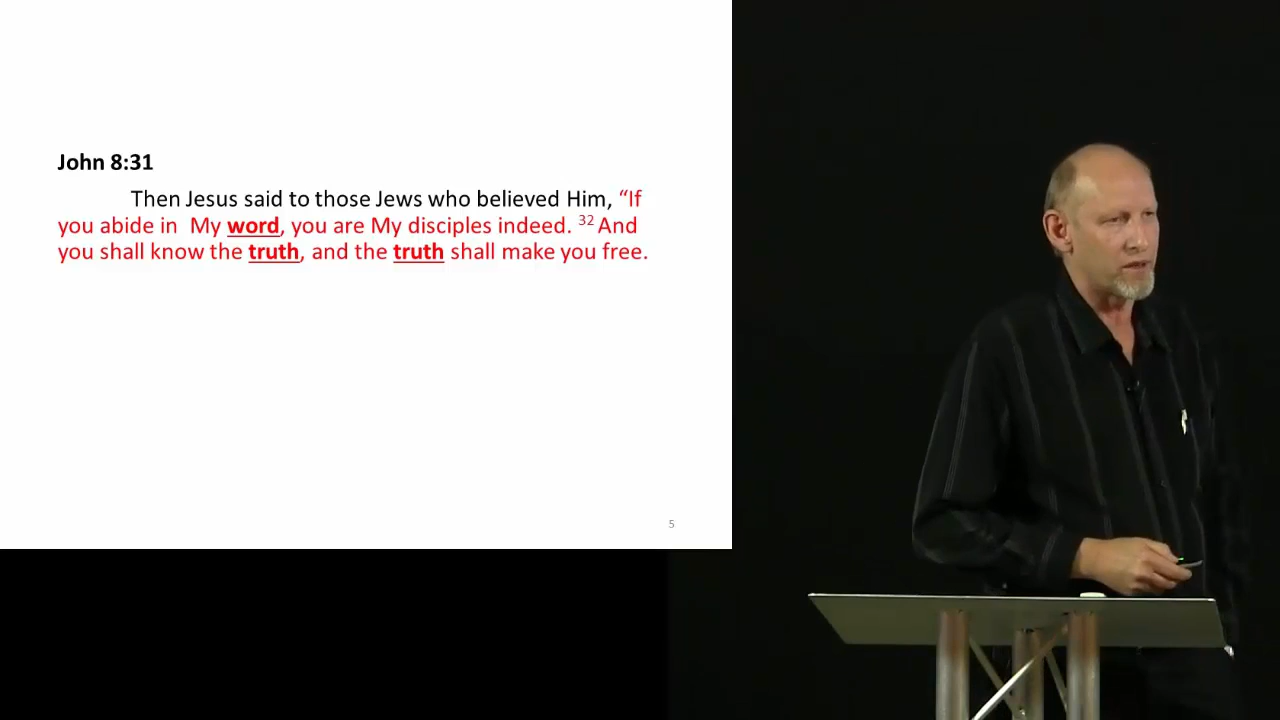 John 8:31
Then Jesus said to those Jews who believed Him, “If
you abide in My word, you are My disciples indeed. 32 And
you shall know the truth, and the truth shall make you free.
5